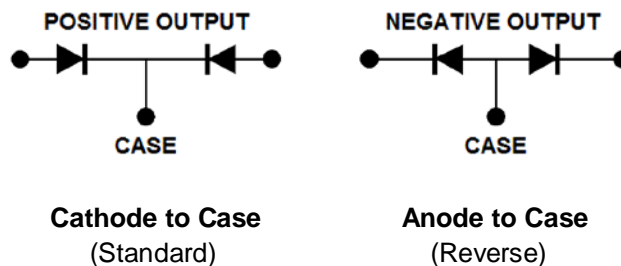 POSITIVE OUTPUT
CASE
Cathode to Case
(Standard)
NEGATIVE OUTPUT
CASE
Anode to Case
(Reverse)